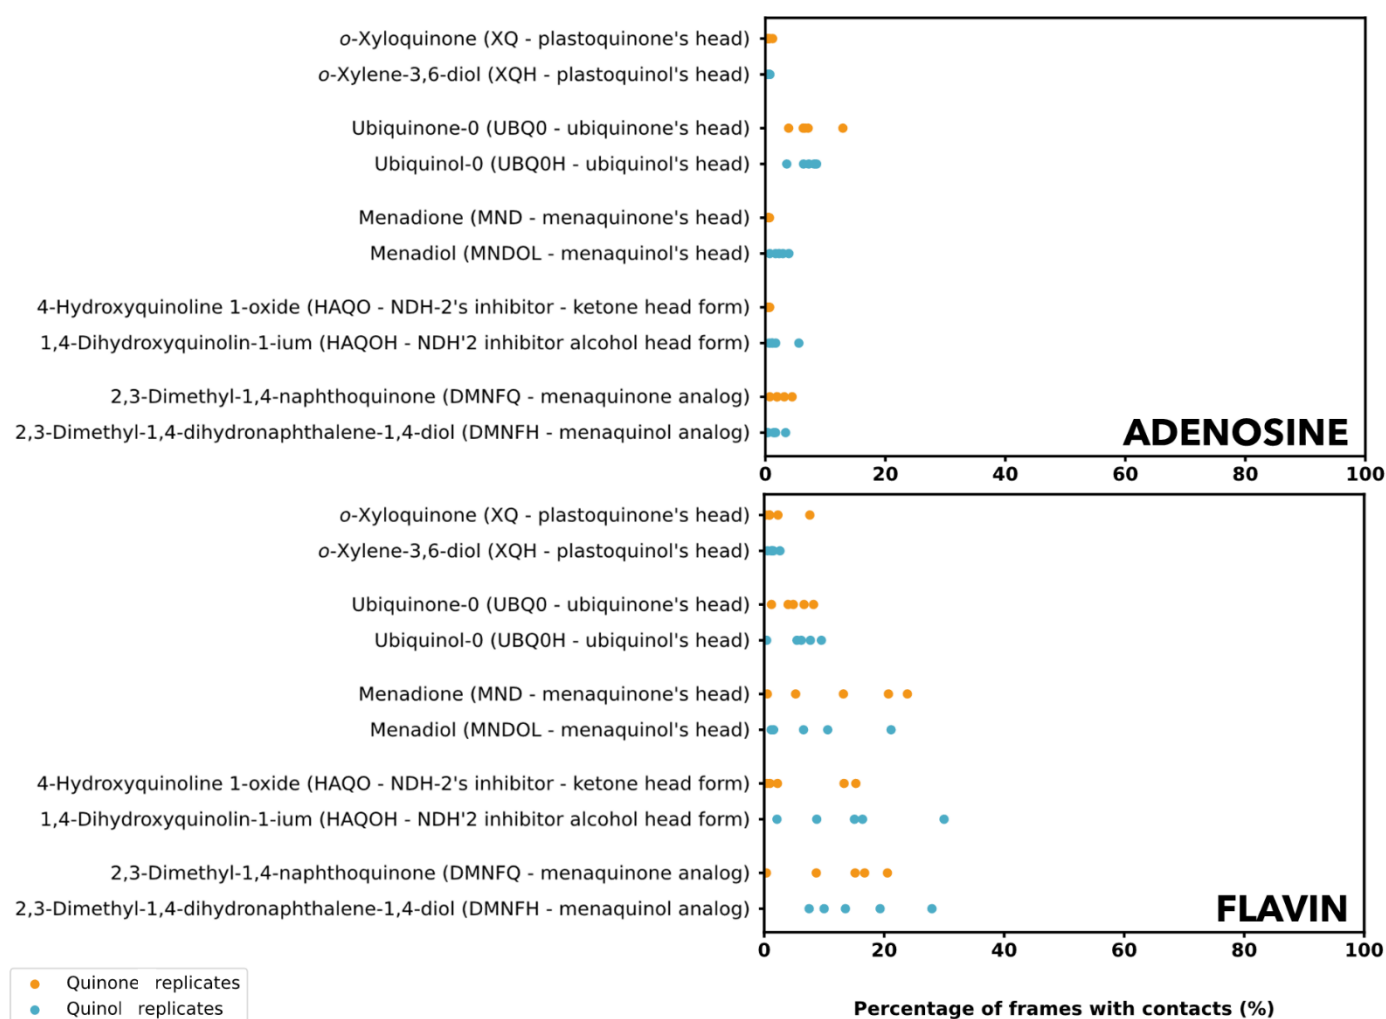 o-Xyloquinone (XQ - plastoquinone's head)
o-Xylene-3,6-diol (XQH - plastoquinol's head)
Ubiquinone-0 (UBQ0 - ubiquinone's head)
Ubiquinol-0 (UBQ0H - ubiquinol's head)
Menadione (MND - menaquinone's head)
Menadiol (MNDOL - menaquinol's head)
4-Hydroxyquinoline 1-oxide (HAQO - NDH-2's inhibitor - ketone head form)
1,4-Dihydroxyquinolin-1-ium (HAQOH - NDH'2 inhibitor alcohol head form)
2,3-Dimethyl-1,4-naphthoquinone (DMNFQ - menaquinone analog)
2,3-Dimethyl-1,4-dihydronaphthalene-1,4-diol (DMNFH - menaquinol analog)
ADENOSINE
0 20 40 60 80 100
o-Xyloquinone (XQ - plastoquinone's head)
o-Xylene-3,6-diol (XQH - plastoquinol's head)
Ubiquinone-0 (UBQ0 - ubiquinone's head)
Ubiquinol-0 (UBQ0H - ubiquinol's head)
Menadione (MND - menaquinone's head)
Menadiol (MNDOL - menaquinol's head)
4-Hydroxyquinoline 1-oxide (HAQO - NDH-2's inhibitor - ketone head form)
1,4-Dihydroxyquinolin-1-ium (HAQOH - NDH'2 inhibitor alcohol head form)
2,3-Dimethyl-1,4-naphthoquinone (DMNFQ - menaquinone analog)
2,3-Dimethyl-1,4-dihydronaphthalene-1,4-diol (DMNFH - menaquinol analog)
FLAVIN
0 20 40 60 80 100
Quinone replicates
Quinol replicates
Percentage of frames with contacts (%)